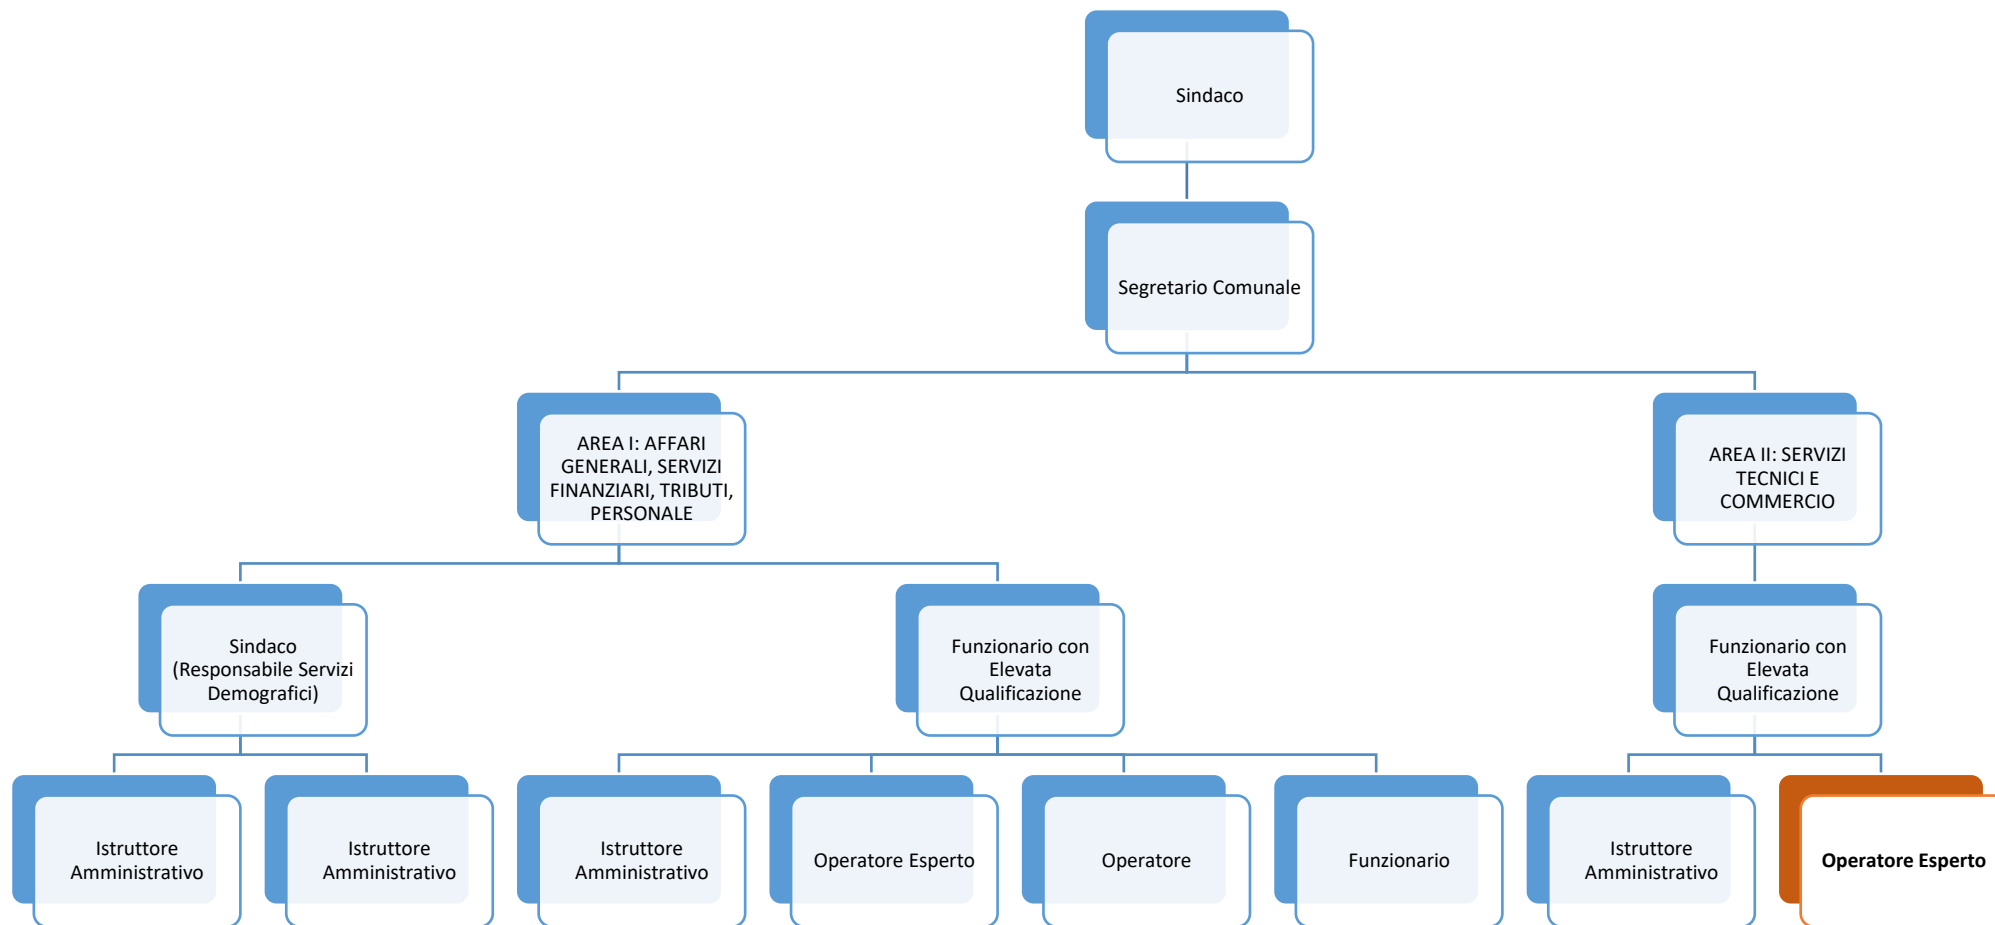 Sindaco
Segretario Comunale
AREA I: AFFARI
GENERALI, SERVIZI
FINANZIARI, TRIBUTI,
PERSONALE
AREA II: SERVIZI
TECNICI E
COMMERCIO
Sindaco
(Responsabile Servizi
Demografici)
Funzionario con
Elevata
Qualificazione
Funzionario con
Elevata
Qualificazione
Istruttore
Amministrativo
Istruttore
Amministrativo
Istruttore
Amministrativo
Operatore Esperto
Operatore
Funzionario
Istruttore
Amministrativo
Operatore Esperto